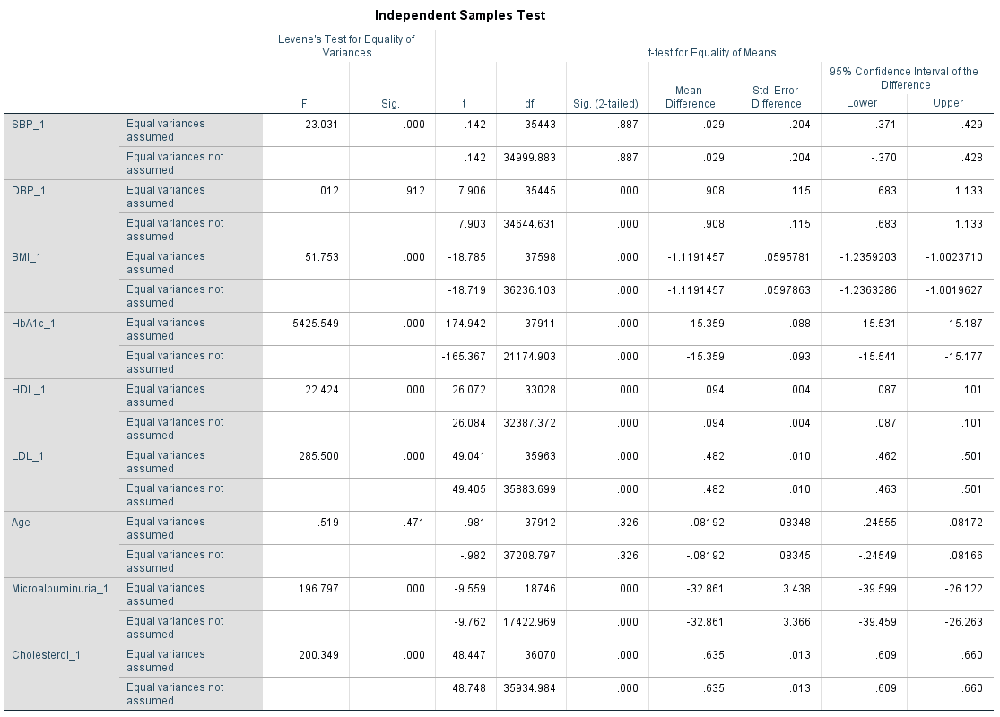 Independent Samples Test
Levene's Test for Equality of
Variances
t-test for Equality of Means
F
Sig.
t
df
Sig. (2-tailed)
Mean
Difference
Std. Error
Difference
95% Confidence Interval of the
Difference
Lower
Upper
SBP_1 Equal variances
assumed 23.031 .000 .142 35443 .887 .029 .204 -.371 .429
Equal variances not
assumed .142 34999.883 .887 .029 .204 -.370 .428
DBP_1 Equal variances
assumed .012 .912 7.906 35445 .000 .908 .115 .683 1.133
Equal variances not
assumed 7.903 34644.631 .000 .908 .115 .683 1.133
BMI_1 Equal variances
assumed 51.753 .000 -18.785 37598 .000 -1.1191457 .0595781 -1.2359203 -1.0023710
Equal variances not
assumed -18.719 36236.103 .000 -1.1191457 .0597863 -1.2363286 -1.0019627
HbA1c_1 Equal variances
assumed 5425.549 .000 -174.942 37911 .000 -15.359 .088 -15.531 -15.187
Equal variances not
assumed -165.367 21174.903 .000 -15.359 .093 -15.541 -15.177
HDL_1 Equal variances
assumed 22.424 .000 26.072 33028 .000 .094 .004 .087 .101
Equal variances not
assumed 26.084 32387.372 .000 .094 .004 .087 .101
LDL_1 Equal variances
assumed 285.500 .000 49.041 35963 .000 .482 .010 .462 .501
Equal variances not
assumed 49.405 35883.699 .000 .482 .010 .463 .501
Age Equal variances
assumed .519 .471 -.981 37912 .326 -.08192 .08348 -.24555 .08172
Equal variances not
assumed -.982 37208.797 .326 -.08192 .08345 -.24549 .08166
Microalbuminuria_1 Equal variances
assumed 196.797 .000 -9.559 18746 .000 -32.861 3.438 -39.599 -26.122
Equal variances not
assumed -9.762 17422.969 .000 -32.861 3.366 -39.459 -26.263
Cholesterol_1 Equal variances
assumed 200.349 .000 48.447 36070 .000 .635 .013 .609 .660
Equal variances not
assumed 48.748 35934.984 .000 .635 .013 .609 .660